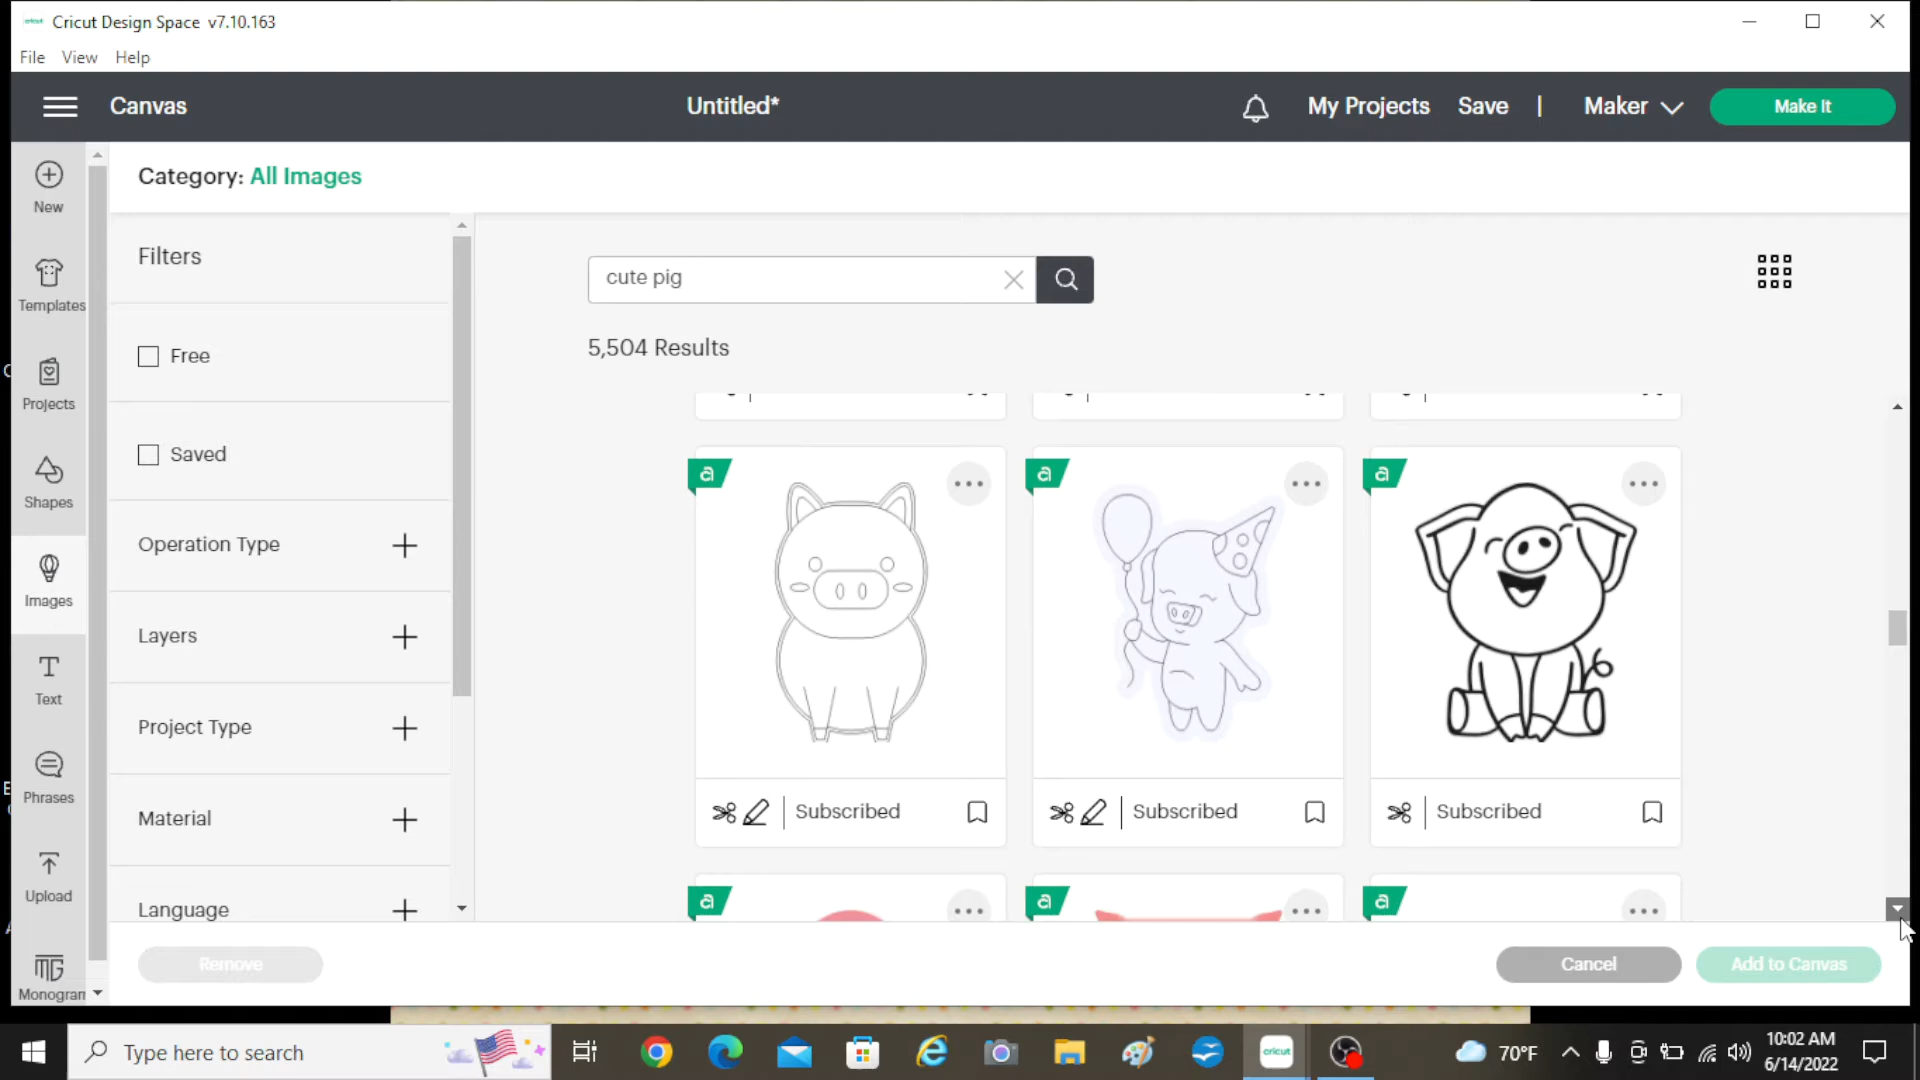 cricut Cricut Design Space v7.10.163
File View Help
Canvas Untitled* My Projects Save | Maker Make It
New
Templates
Projects
Shapes
Images
Text
Phrases
Upload
Monogram
Category: All Images
Filters
Free
Saved
Operation Type
Layers
Project Type
Material
Language
cute pig
5,504 Results
a a a
Subscribed Subscribed Subscribed
a a a
Remove Cancel Add to Canvas
Type here to search
cricut
70°F
10:02 AM
6/14/2022